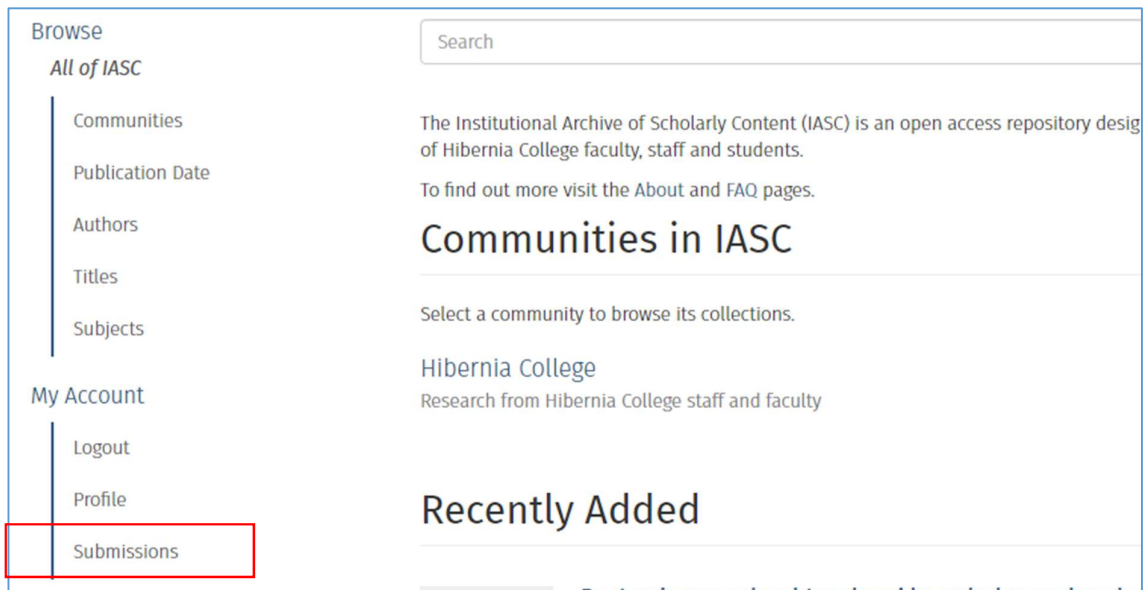 Browse
All of IASC
Communities
Publication Date
Authors
Titles
Subjects
My Account
Logout
Profile
Submissions
Search
The Institutional Archive of Scholarly Content (IASC) is an open access repository desig
of Hibernia College faculty, staff and students.
To find out more visit the About and FAQ pages.
Communities in IASC
Select a community to browse its collections.
Hibernia College
Research from Hibernia College staff and faculty
Recently Added